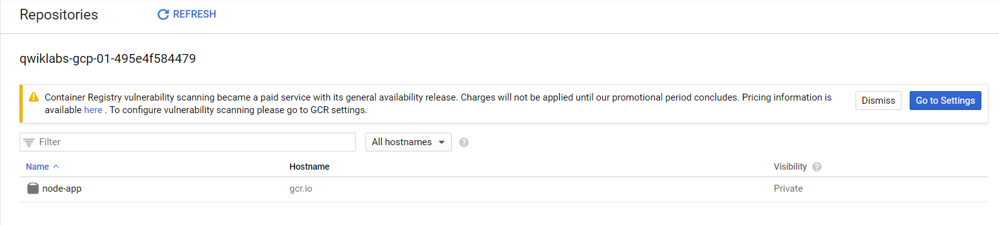 Repositories
REFRESH
qwiklabs-gcp-01-495e4f584479
Container Registry vulnerability scanning became a paid service with its general availability release. Charges will not be applied until our promotional period concludes. Pricing information is
available here . To configure vulnerability scanning please go to GCR settings.
Dismiss
Go to Settings
Filter
All hostnames
?
Name
Hostname
Visibility
?
node-app
gcr.io
Private